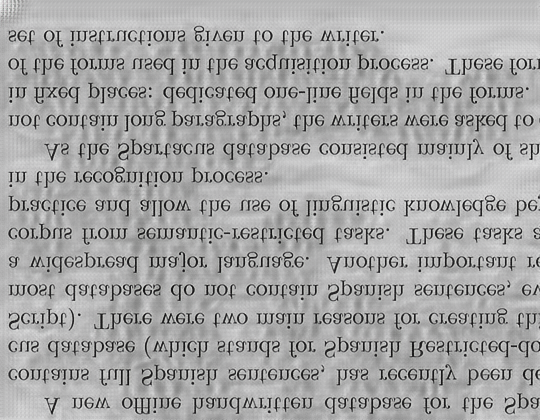 A new offline handwritten database for the Spa
contains full Spanish sentences, has recently been de
cus database (which stands for Spanish Restricted-do
Script). There were two main reasons for creating thi
most databases do not contain Spanish sentences, ev
a widespread major language. Another important re
corpus from semantic-restricted tasks. These tasks a
practice and allow the use of linguistic knowledge bey
in the recognition process.
As the Spartacus database consisted mainly of sh
not contain long paragraphs, the writers were asked to
in fixed places: dedicated one-line fields in the forms.
of the forms used in the acquisition process. These for
set of instructions given to the writer.